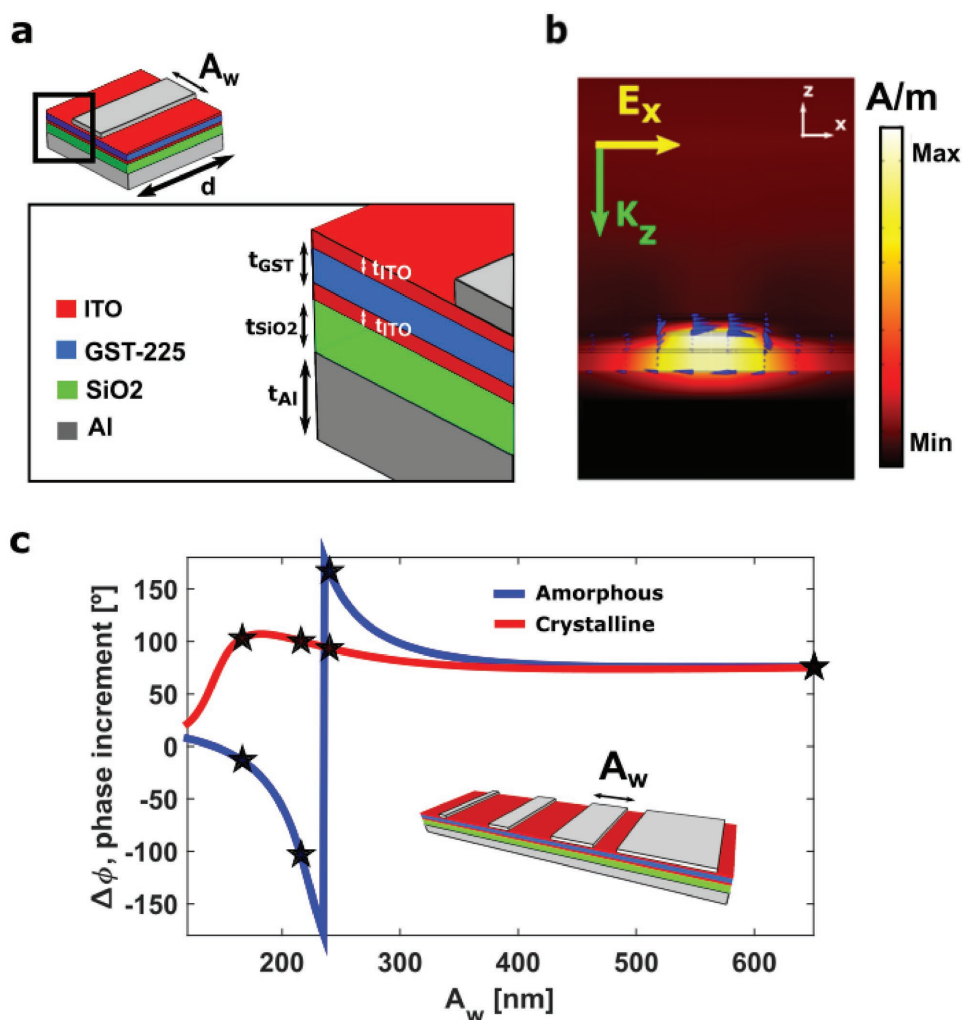 a
A_w
d
t_GST
t_ITO
t_SiO2
t_ITO
t_Al
ITO
GST-225
SiO2
Al
b
E_x
K_z
z
x
A/m
Max
Min
c
Δϕ, phase increment [º]
150
100
50
0
-50
-100
-150
Amorphous
Crystalline
A_w
200
300
400
500
600
A_w [nm]